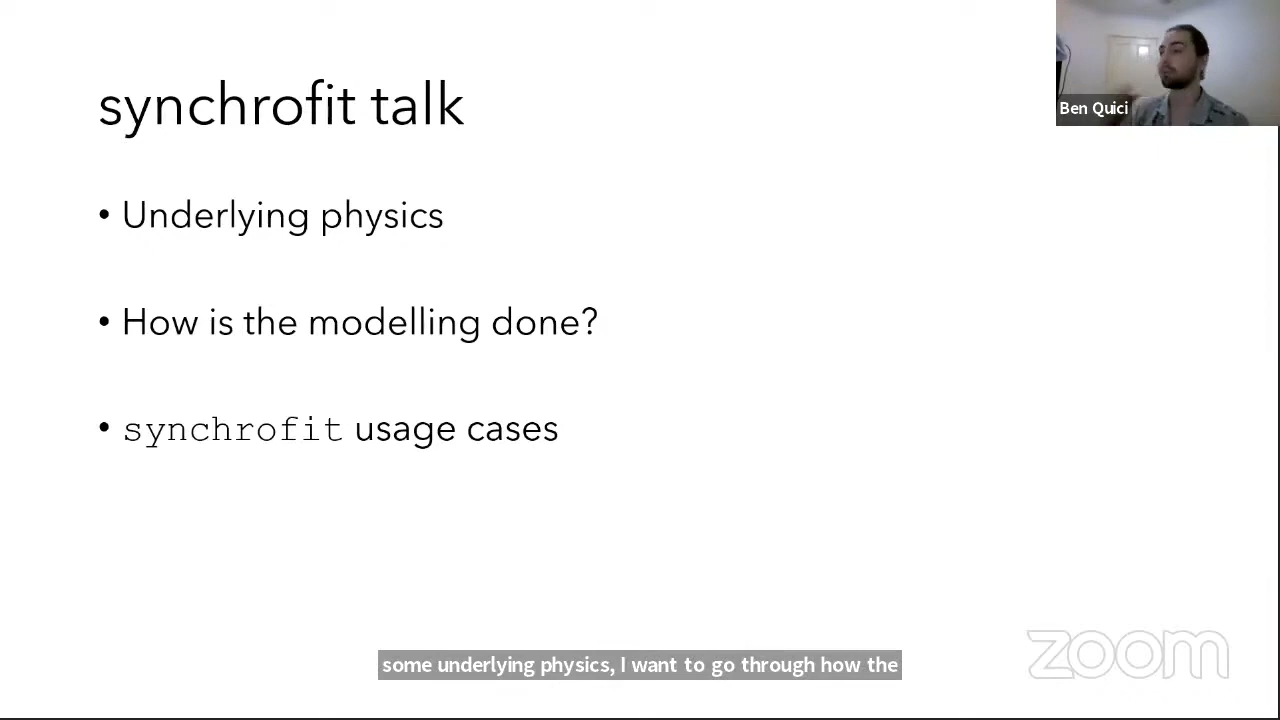 synchrofit talk
Ben Quici
• Underlying physics
• How is the modelling done?
• synchrofit usage cases
some underlying physics, I want to go through how the
zoom